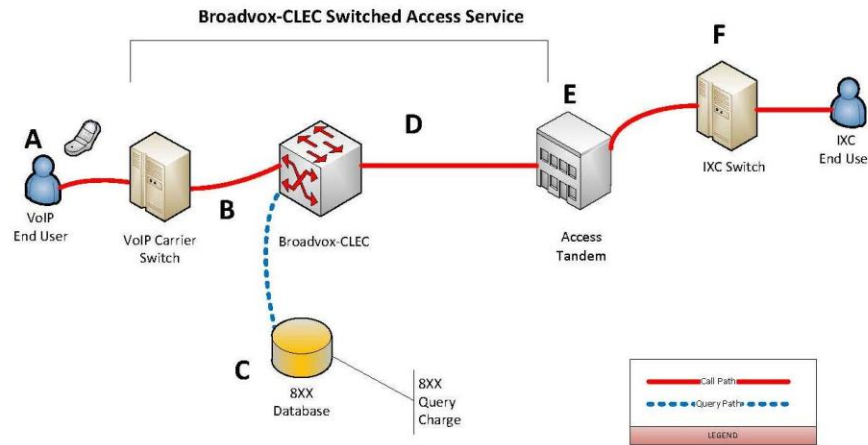 Broadvox-CLEC Switched Access Service
F
E
D
A
IXC Switch
IXC
End User
B
VoIP
End User
VoIP Carrier
Switch
Broadvox-CLEC
Access
Tandem
C
8XX
Database
8XX
Query
Charge
Call Path
Query Path
LEGEND